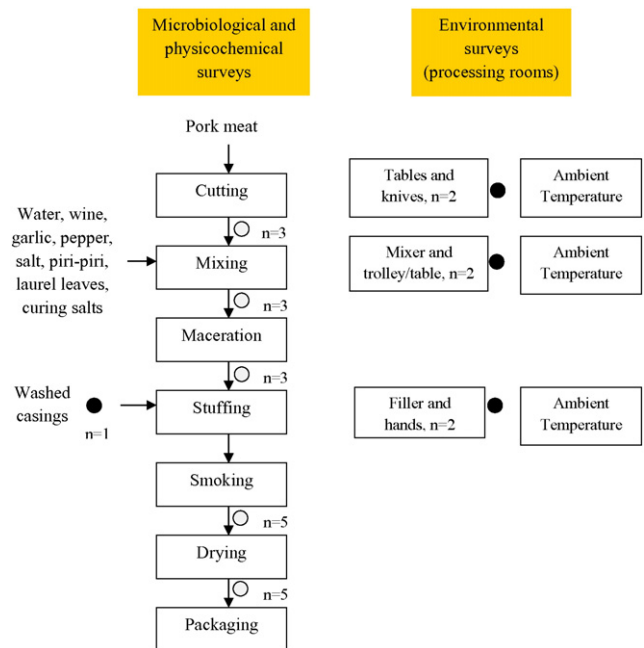 Microbiological and
physicochemical
surveys
Environmental
surveys
(processing rooms)
Pork meat
Cutting
Tables and
knives, n=2
Ambient
Temperature
n=3
Water, wine,
garlic, pepper,
salt, piri-piri,
laurel leaves,
curing salts
Mixing
Mixer and
trolley/table, n=2
Ambient
Temperature
n=3
Maceration
n=3
Washed
casings
n=1
Stuffing
Filler and
hands, n=2
Ambient
Temperature
Smoking
n=5
Drying
n=5
Packaging